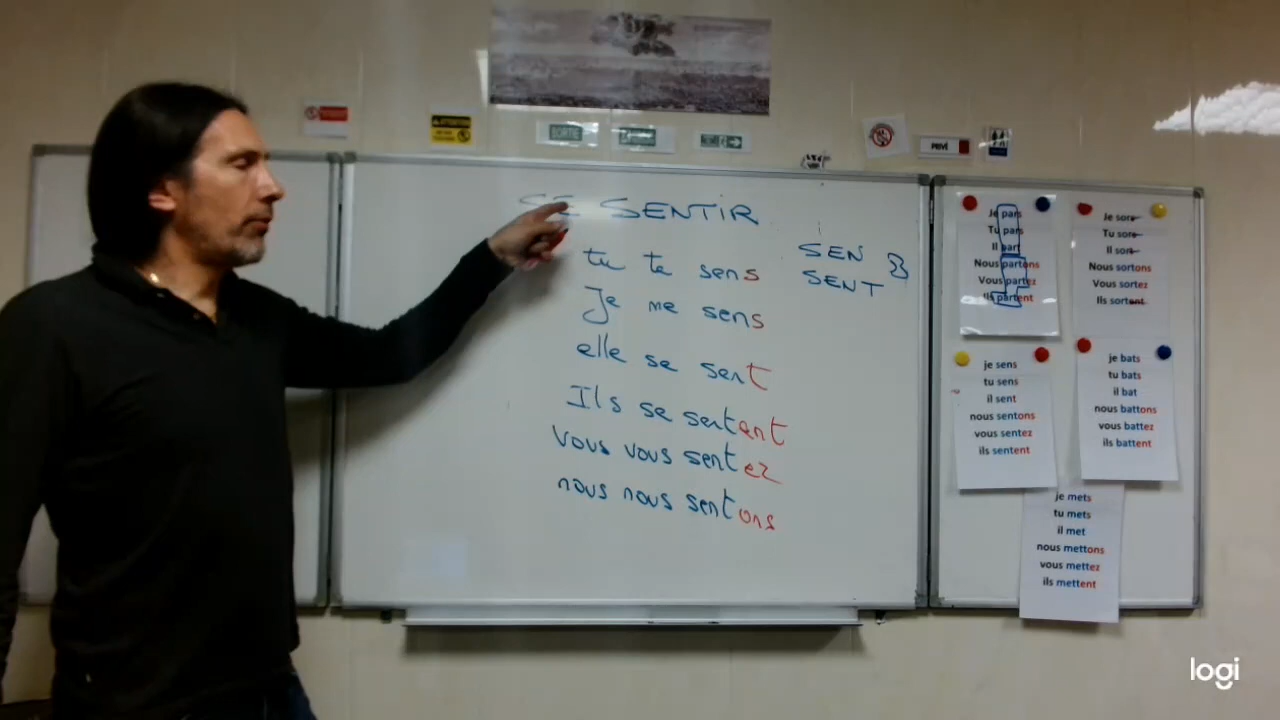 SORTIE
PRIVÉ
SE SENTIR
tu te sens
Je me sens
elle se sent
Ils se sentent
vous vous sentez
nous nous sentons
SEN
SENT
Je pars
Tu pars
Il part
Nous partons
Vous partez
Ils partent
Je sors
Tu sors
Il sort
Nous sortons
Vous sortez
Ils sortent
je sens
tu sens
il sent
nous sentons
vous sentez
ils sentent
je bats
tu bats
il bat
nous battons
vous battez
ils battent
je mets
tu mets
il met
nous mettons
vous mettez
ils mettent
logi